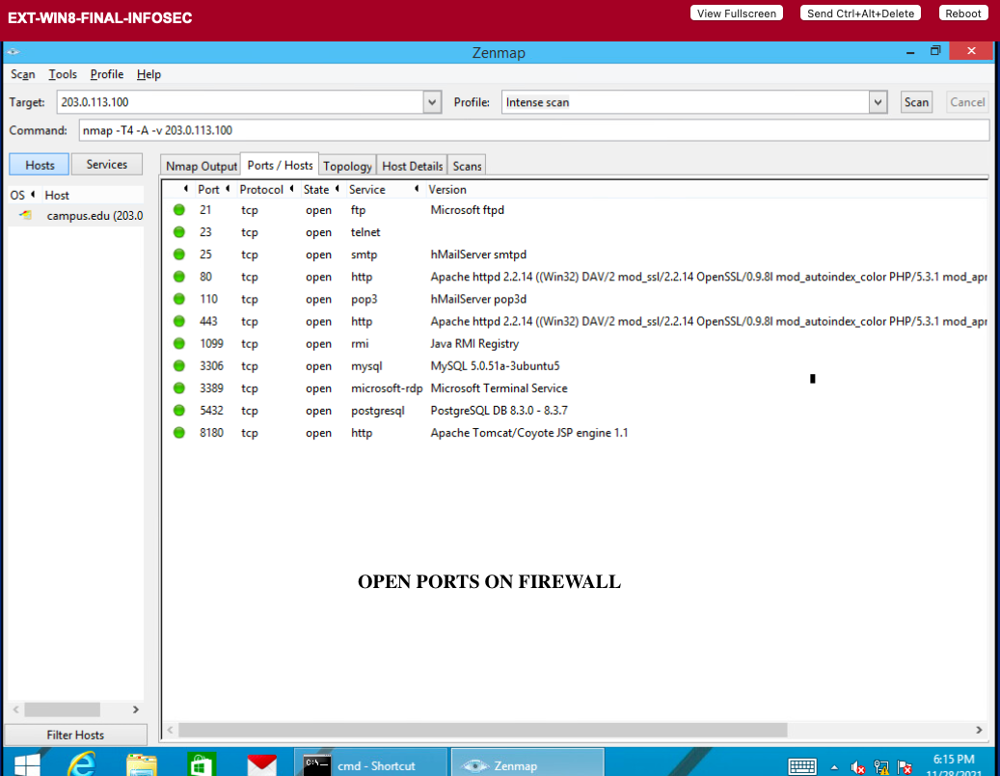 EXT-WIN8-FINAL-INFOSEC View Fullscreen Send Ctrl+Alt+Delete Reboot
Zenmap
Scan Tools Profile Help
Target: 203.0.113.100 Profile: Intense scan Scan Cancel
Command: nmap -T4 -A -v 203.0.113.100
Hosts Services Nmap Output Ports / Hosts Topology Host Details Scans
OS Host Port Protocol State Service Version
campus.edu (203.0
21 tcp open ftp Microsoft ftpd
23 tcp open telnet
25 tcp open smtp hMailServer smtpd
80 tcp open http Apache httpd 2.2.14 ((Win32) DAV/2 mod_ssl/2.2.14 OpenSSL/0.9.8l mod_autoindex_color PHP/5.3.1 mod_apr
110 tcp open pop3 hMailServer pop3d
443 tcp open http Apache httpd 2.2.14 ((Win32) DAV/2 mod_ssl/2.2.14 OpenSSL/0.9.8l mod_autoindex_color PHP/5.3.1 mod_apr
1099 tcp open rmi Java RMI Registry
3306 tcp open mysql MySQL 5.0.51a-3ubuntu5
3389 tcp open microsoft-rdp Microsoft Terminal Service
5432 tcp open postgresql PostgreSQL DB 8.3.0 - 8.3.7
8180 tcp open http Apache Tomcat/Coyote JSP engine 1.1
OPEN PORTS ON FIREWALL
Filter Hosts
cmd - Shortcut Zenmap 6:15 PM
11/28/2021